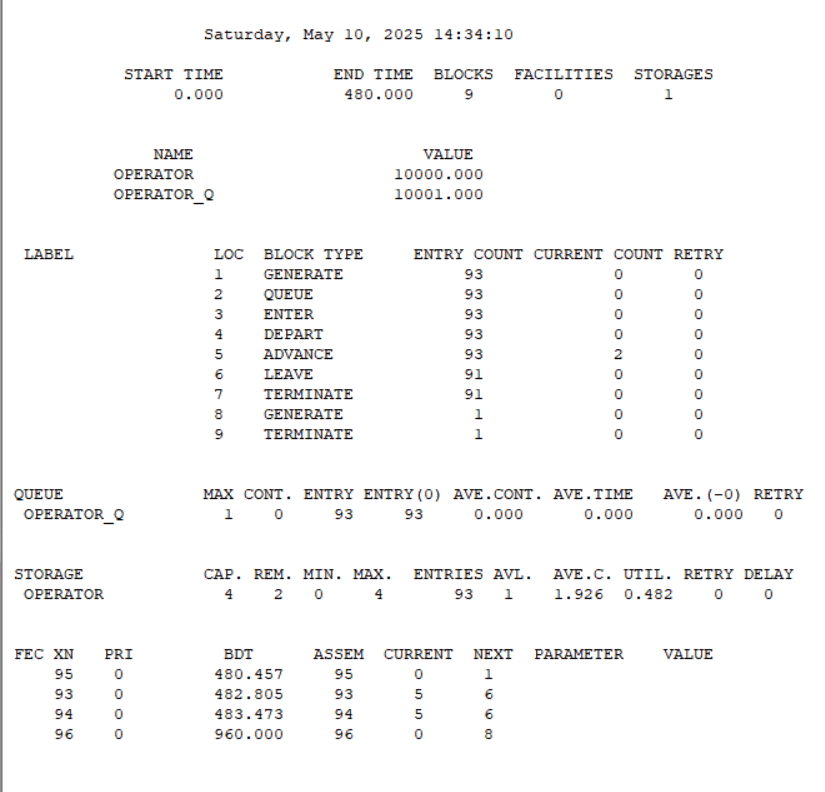 Saturday, May 10, 2025 14:34:10
START TIME END TIME BLOCKS FACILITIES STORAGES
0.000 480.000 9 0 1
NAME VALUE
OPERATOR 10000.000
OPERATOR_Q 10001.000
LABEL LOC BLOCK TYPE ENTRY COUNT CURRENT COUNT RETRY
1 GENERATE 93 0 0
2 QUEUE 93 0 0
3 ENTER 93 0 0
4 DEPART 93 0 0
5 ADVANCE 93 2 0
6 LEAVE 91 0 0
7 TERMINATE 91 0 0
8 GENERATE 1 0 0
9 TERMINATE 1 0 0
QUEUE MAX CONT. ENTRY ENTRY(0) AVE.CONT. AVE.TIME AVE.(-0) RETRY
OPERATOR_Q 1 0 93 93 0.000 0.000 0.000 0
STORAGE CAP. REM. MIN. MAX. ENTRIES AVL. AVE.C. UTIL. RETRY DELAY
OPERATOR 4 2 0 4 93 1 1.926 0.482 0 0
FEC XN PRI BDT ASSEM CURRENT NEXT PARAMETER VALUE
95 0 480.457 95 0 1
93 0 482.805 93 5 6
94 0 483.473 94 5 6
96 0 960.000 96 0 8